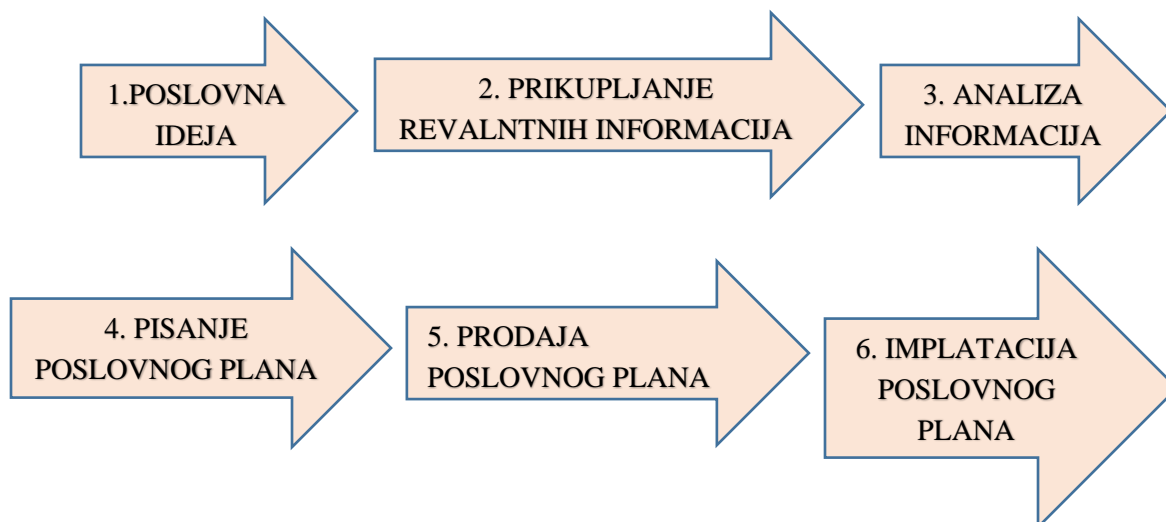 1.POSLOVNA
IDEJA
2. PRIKUPLJANJE
REVALNTNIH INFORMACIJA
3. ANALIZA
INFORMACIJA
4. PISANJE
POSLOVNOG PLANA
5. PRODAJA
POSLOVNOG PLANA
6. IMPLATACIJA
POSLOVNOG
PLANA